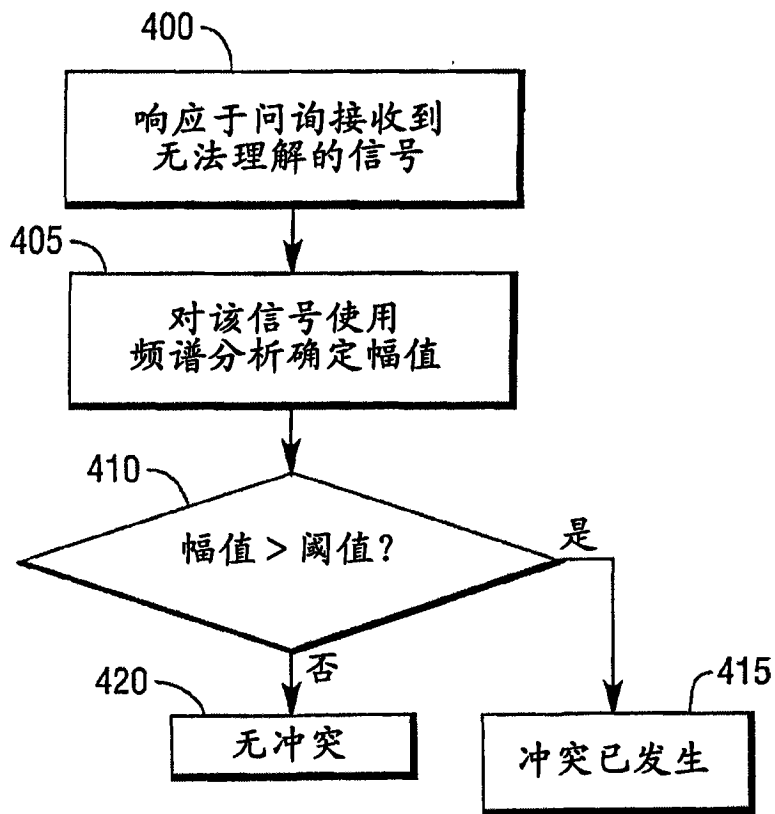 400
响应于问询接收到
无法理解的信号
405
对该信号使用
频谱分析确定幅值
410
幅值 > 阈值?
是
否
420
无冲突
415
冲突已发生